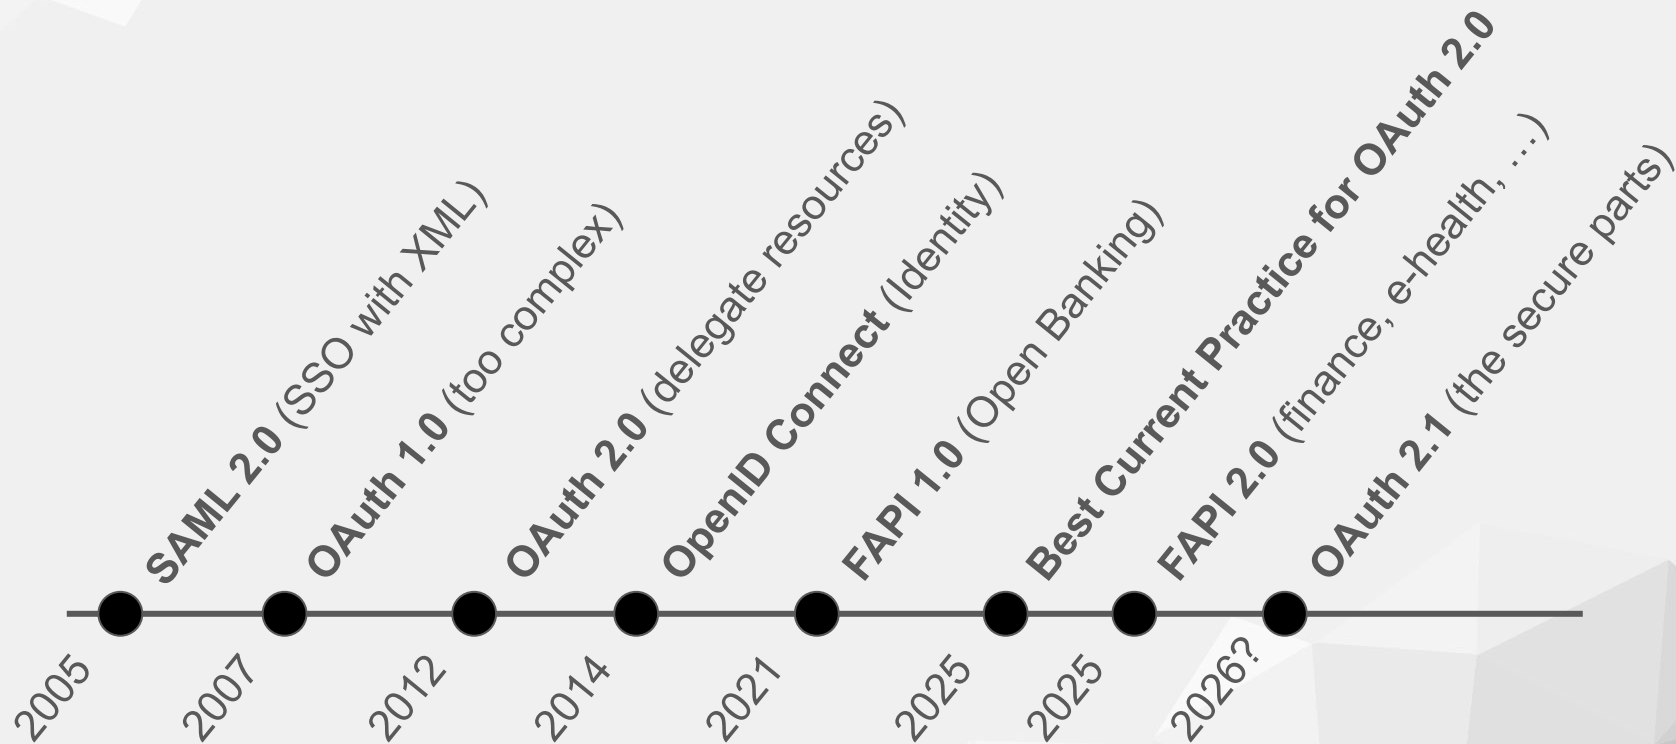 SAML 2.0 (SSO with XML)
OAuth 1.0 (too complex)
OAuth 2.0 (delegate resources)
OpenID Connect (Identity)
FAPI 1.0 (Open Banking)
Best Current Practice for OAuth 2.0
FAPI 2.0 (finance, e-health, …)
OAuth 2.1 (the secure parts)
2005
2007
2012
2014
2021
2025
2025
2026?